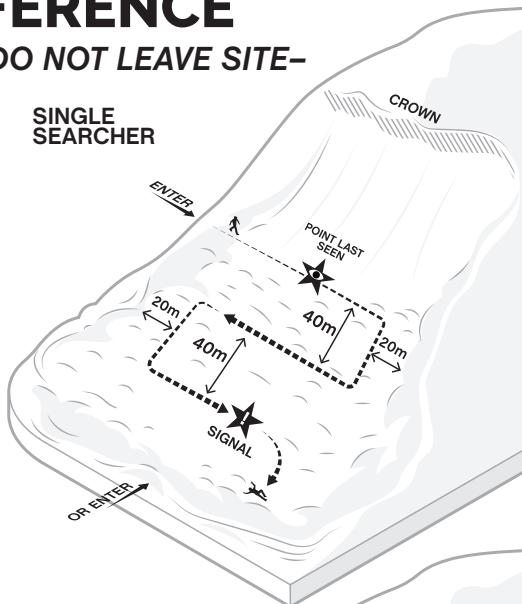 FERENCE
DO NOT LEAVE SITE–
SINGLE
SEARCHER
CROWN
ENTER
POINT LAST
SEEN
20m
40m
40m
20m
SIGNAL
OR ENTER